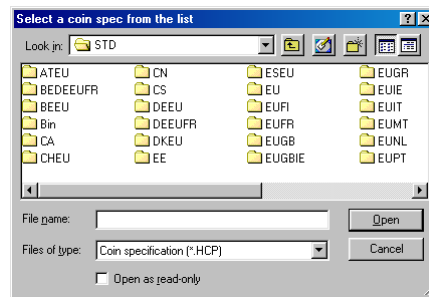 Select a coin spec from the list
Look in: STD
ATEU CN ESEU EUGR
BEDEEUFR CS EU EUIE
BEEU DEEU EUFI EUIT
Bin DEEUFR EUFR EUMT
CA DKEU EUGB EUNL
CHEU EE EUGBIE EUPT
File name: Open
Files of type: Coin specification (*.HCP) Cancel
Open as read-only